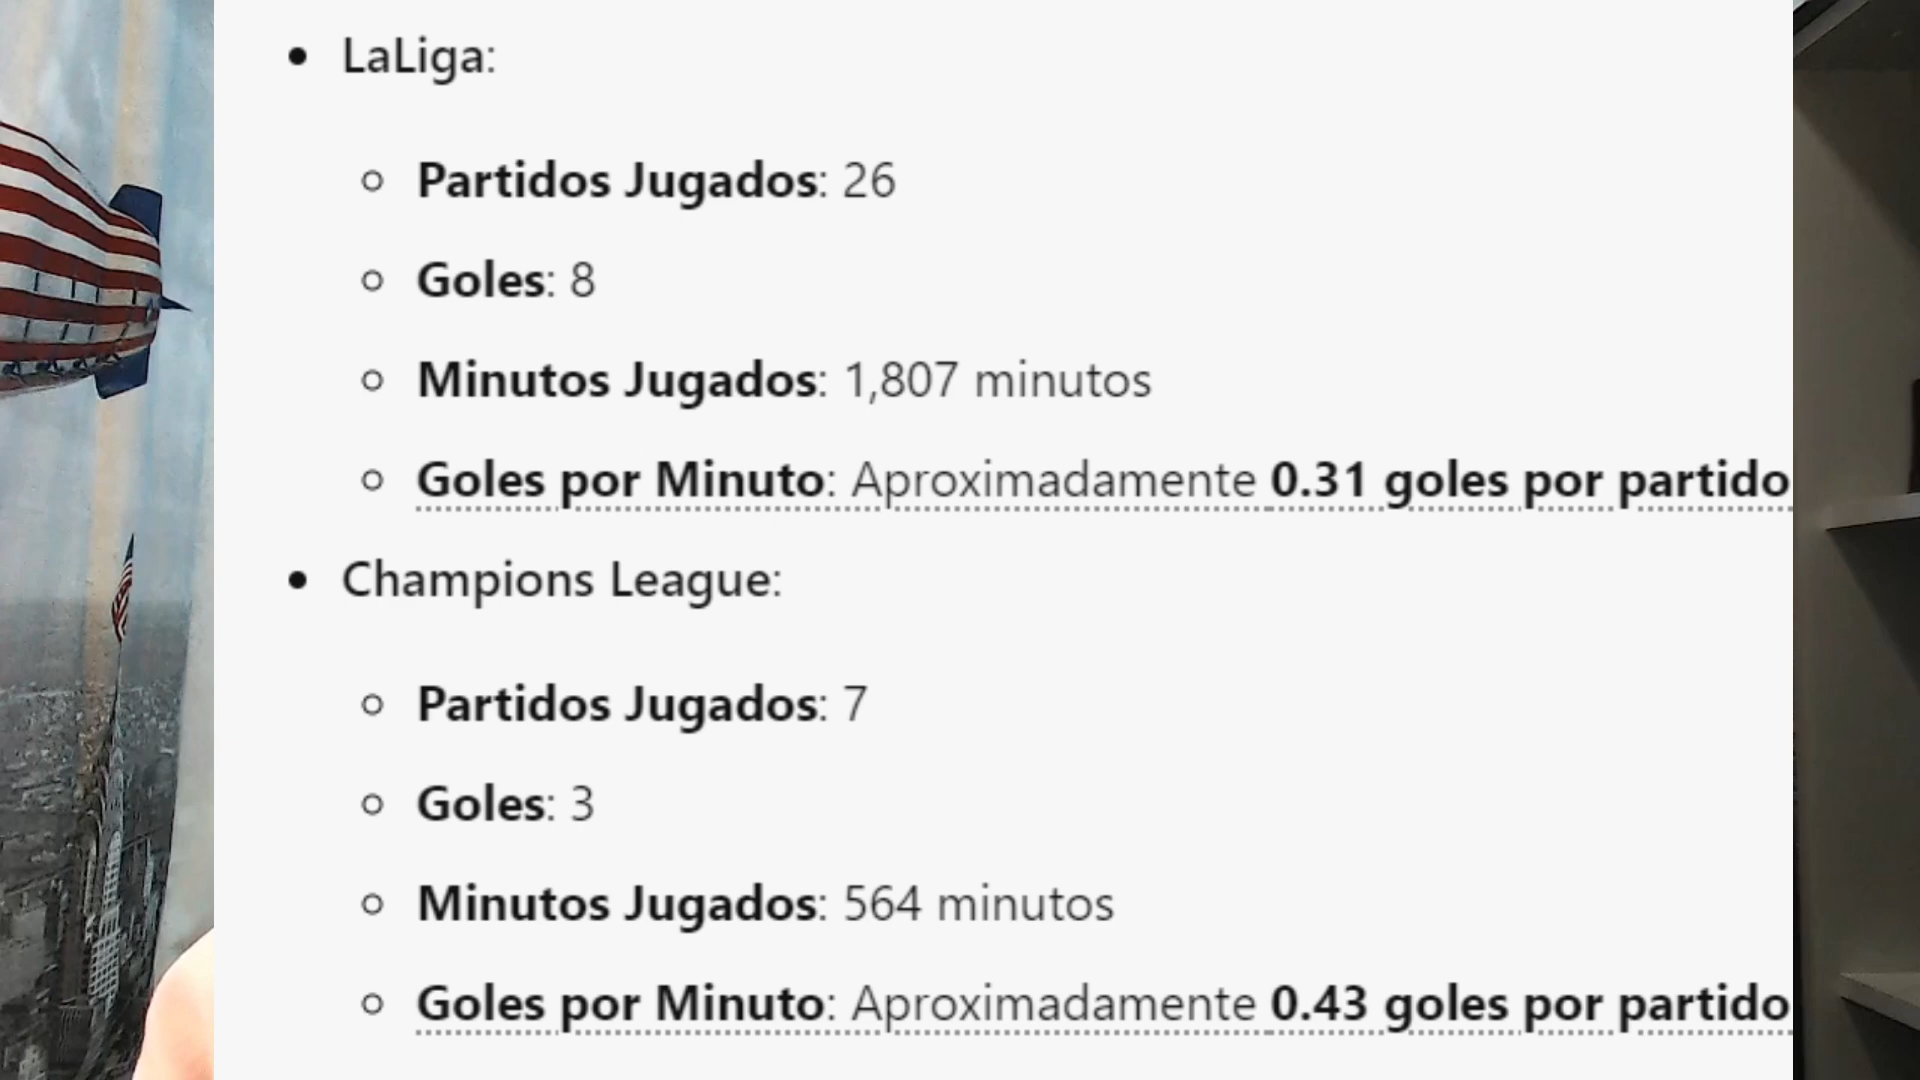 LaLiga:
Partidos Jugados: 26
Goles: 8
Minutos Jugados: 1,807 minutos
Goles por Minuto: Aproximadamente 0.31 goles por partido
Champions League:
Partidos Jugados: 7
Goles: 3
Minutos Jugados: 564 minutos
Goles por Minuto: Aproximadamente 0.43 goles por partido